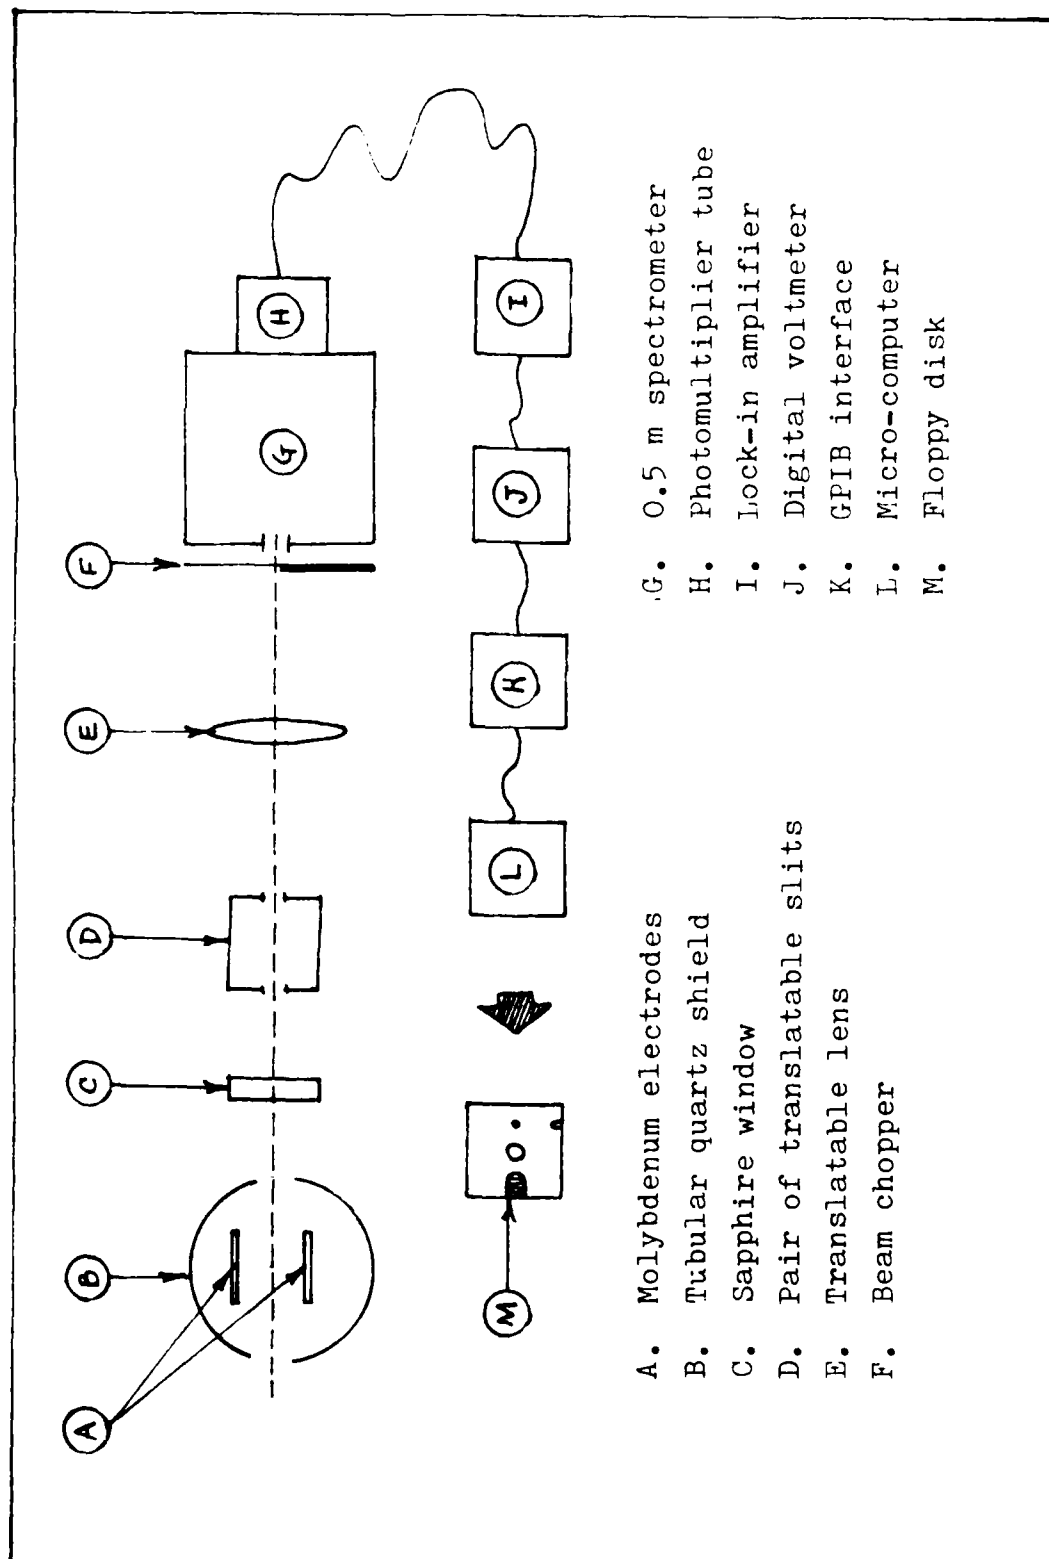 A
B
C
D
E
F
G
H
M
L
K
J
I
A. Molybdenum electrodes
B. Tubular quartz shield
C. Sapphire window
D. Pair of translatable slits
E. Translatable lens
F. Beam chopper
G. 0.5 m spectrometer
H. Photomultiplier tube
I. Lock-in amplifier
J. Digital voltmeter
K. GPIB interface
L. Micro-computer
M. Floppy disk